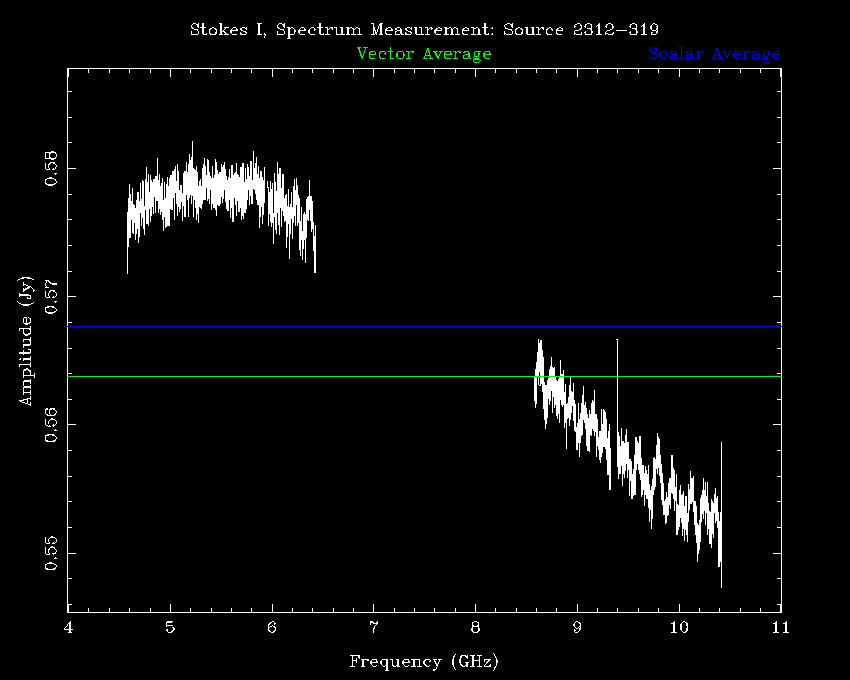 Stokes I, Spectrum Measurement: Source 2312-319
Vector Average Scalar Average
0.58
0.57
0.56
0.55
Amplitude (Jy)
4 5 6 7 8 9 10 11
Frequency (GHz)